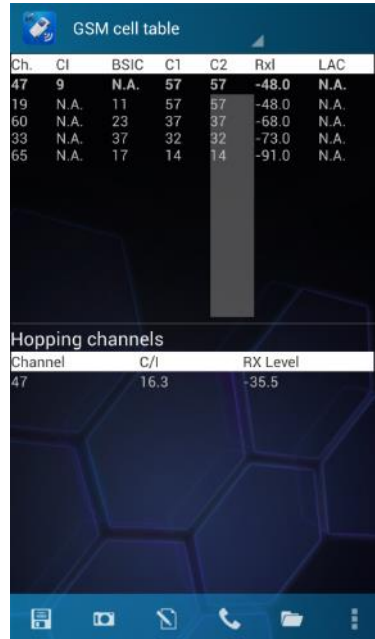 GSM cell table
Ch. CI BSIC C1 C2 Rxl LAC
47 9 N.A. 57 57 -48.0 N.A.
19 N.A. 11 57 57 -48.0 N.A.
60 N.A. 23 37 37 -68.0 N.A.
33 N.A. 37 32 32 -73.0 N.A.
65 N.A. 17 14 14 -91.0 N.A.
Hopping channels
Channel C/I RX Level
47 16.3 -35.5